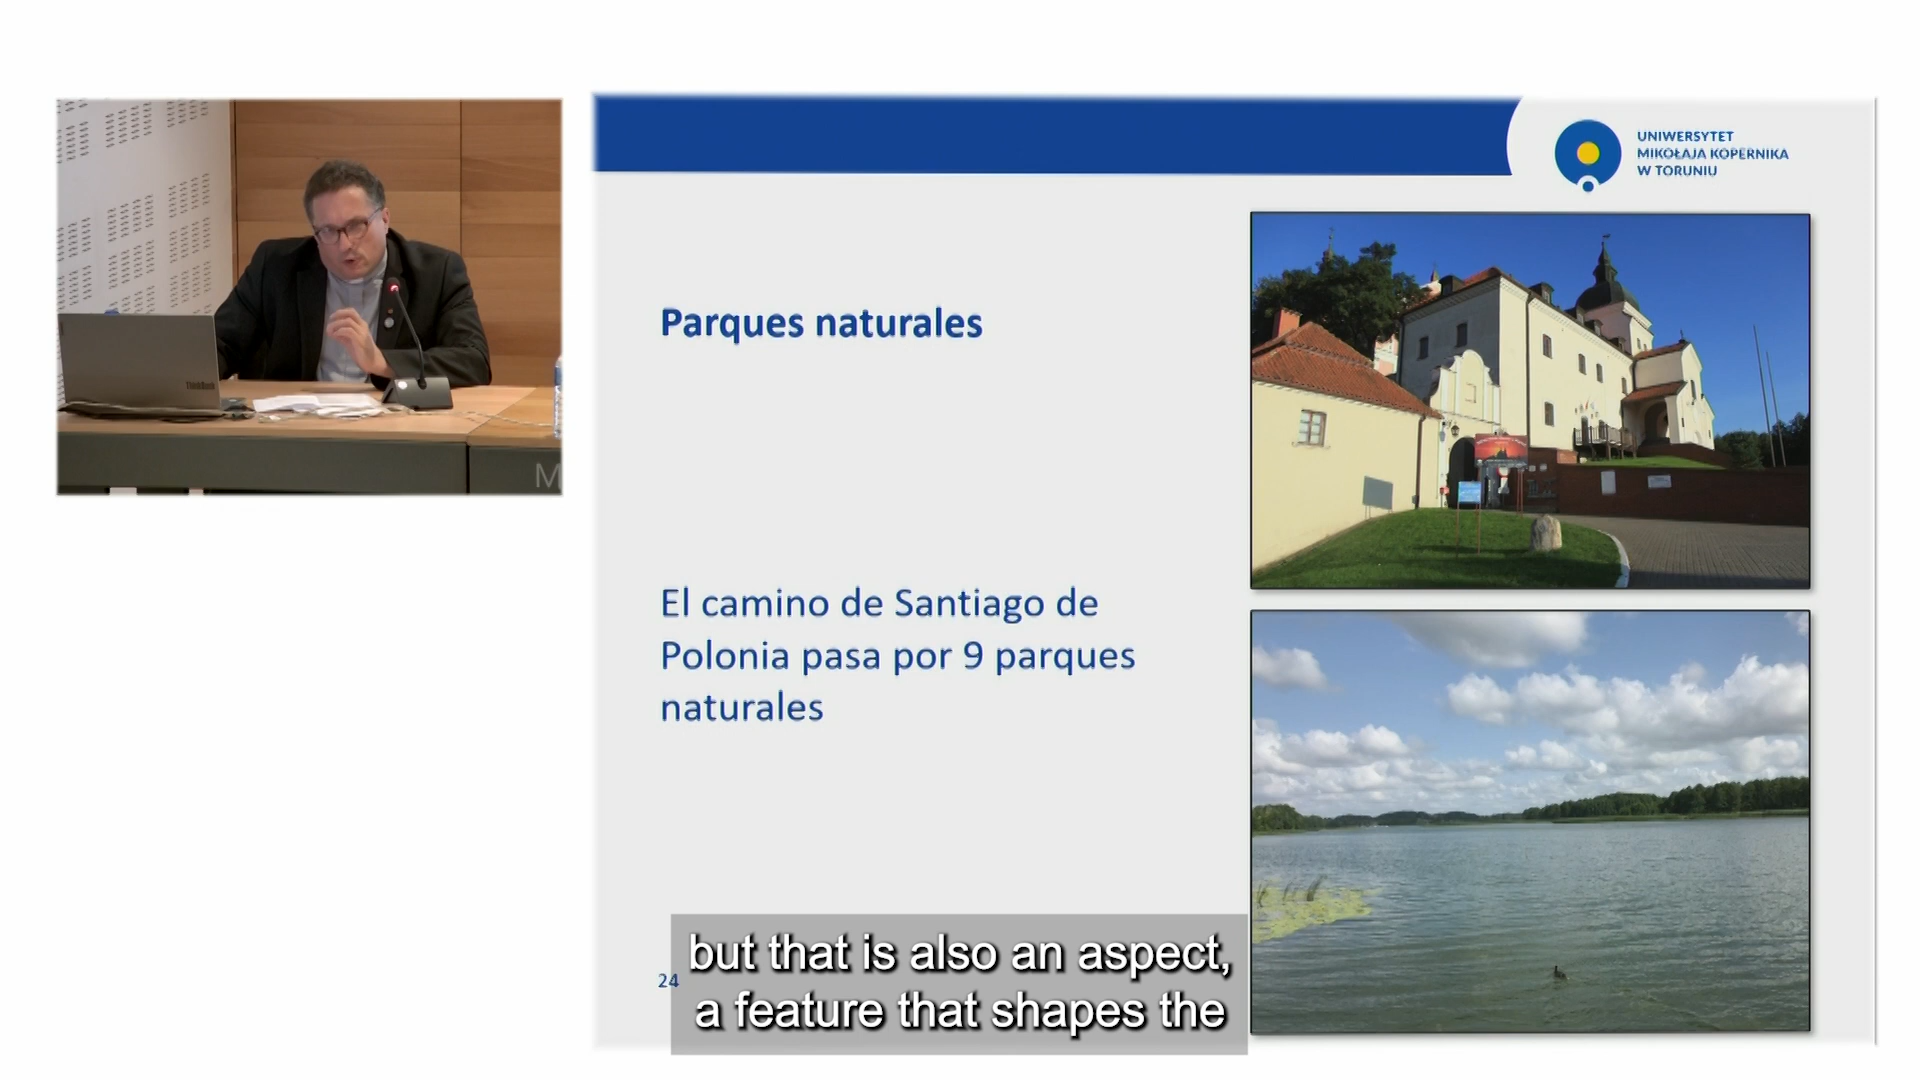 UNIWERSYTET
MIKOŁAJA KOPERNIKA
W TORUNIU
Parques naturales
El camino de Santiago de
Polonia pasa por 9 parques
naturales
24
but that is also an aspect,
a feature that shapes the
ThinkBook
M